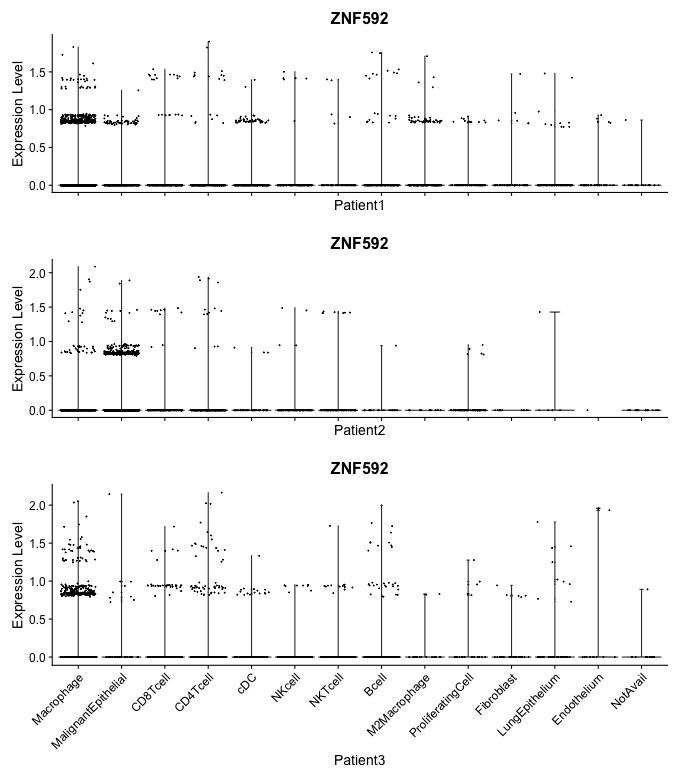 ZNF592
Expression Level
1.5
1.0
0.5
0.0
Patient1
ZNF592
Expression Level
2.0
1.5
1.0
0.5
0.0
Patient2
ZNF592
Expression Level
2.0
1.5
1.0
0.5
0.0
Macrophage
MalignantEpithelial
CD8Tcell
CD4Tcell
cDC
NKcell
NKTcell
Bcell
M2Macrophage
ProliferatingCell
Fibroblast
LungEpithelium
Endothelium
NotAvail
Patient3